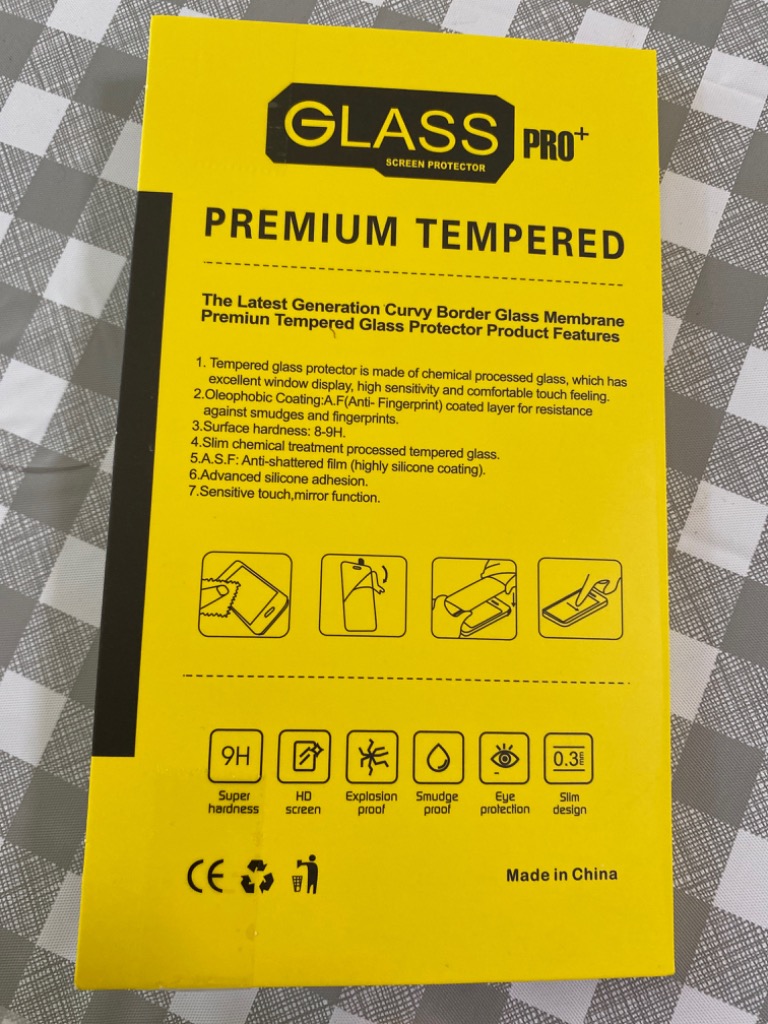 GLASS
SCREEN PROTECTOR
PRO+
PREMIUM TEMPERED
The Latest Generation Curvy Border Glass Membrane
Premiun Tempered Glass Protector Product Features
1. Tempered glass protector is made of chemical processed glass, which has
excellent window display, high sensitivity and comfortable touch feeling.
2.Oleophobic Coating:A.F(Anti- Fingerprint) coated layer for resistance
against smudges and fingerprints.
3.Surface hardness: 8-9H.
4.Slim chemical treatment processed tempered glass.
5.A.S.F: Anti-shattered film (highly silicone coating).
6.Advanced silicone adhesion.
7.Sensitive touch,mirror function.
9H
0.3mm
Super
hardness
HD
screen
Explosion
proof
Smudge
proof
Eye
protection
Slim
design
CE
Made in China